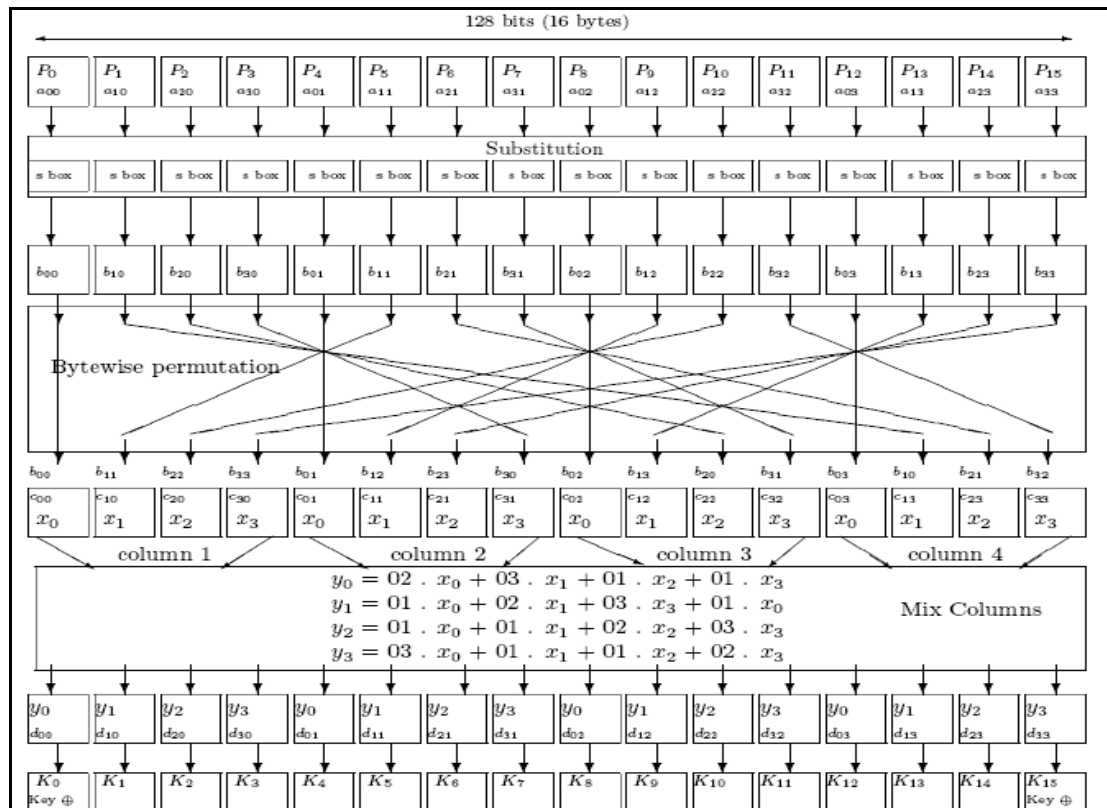 128 bits (16 bytes)
P₀ P₁ P₂ P₃ P₄ P₅ P₆ P₇ P₈ P₉ P₁₀ P₁₁ P₁₂ P₁₃ P₁₄ P₁₅
a₀₀ a₁₀ a₂₀ a₃₀ a₀₁ a₁₁ a₂₁ a₃₁ a₀₂ a₁₂ a₂₂ a₃₂ a₀₃ a₁₃ a₂₃ a₃₃
Substitution
s box s box s box s box s box s box s box s box s box s box s box s box s box s box s box s box
b₀₀ b₁₀ b₂₀ b₃₀ b₀₁ b₁₁ b₂₁ b₃₁ b₀₂ b₁₂ b₂₂ b₃₂ b₀₃ b₁₃ b₂₃ b₃₃
Bytewise permutation
b₀₀ b₁₁ b₂₂ b₃₃ b₀₁ b₁₂ b₂₃ b₃₀ b₀₂ b₁₃ b₂₀ b₃₁ b₀₃ b₁₀ b₂₁ b₃₂
c₀₀ c₁₀ c₂₀ c₃₀ c₀₁ c₁₁ c₂₁ c₃₁ c₀₂ c₁₂ c₂₂ c₃₂ c₀₃ c₁₃ c₂₃ c₃₃
x₀ x₁ x₂ x₃ x₀ x₁ x₂ x₃ x₀ x₁ x₂ x₃ x₀ x₁ x₂ x₃
column 1 column 2 column 3 column 4
y₀ = 02 . x₀ + 03 . x₁ + 01 . x₂ + 01 . x₃
y₁ = 01 . x₀ + 02 . x₁ + 03 . x₃ + 01 . x₀
Mix Columns
y₂ = 01 . x₀ + 01 . x₁ + 02 . x₂ + 03 . x₃
y₃ = 03 . x₀ + 01 . x₁ + 01 . x₂ + 02 . x₃
y₀ y₁ y₂ y₃ y₀ y₁ y₂ y₃ y₀ y₁ y₂ y₃ y₀ y₁ y₂ y₃
d₀₀ d₁₀ d₂₀ d₃₀ d₀₁ d₁₁ d₂₁ d₃₁ d₀₂ d₁₂ d₂₂ d₃₂ d₀₃ d₁₃ d₂₃ d₃₃
K₀ K₁ K₂ K₃ K₄ K₅ K₆ K₇ K₈ K₉ K₁₀ K₁₁ K₁₂ K₁₃ K₁₄ K₁₅
Key ⊕ Key ⊕